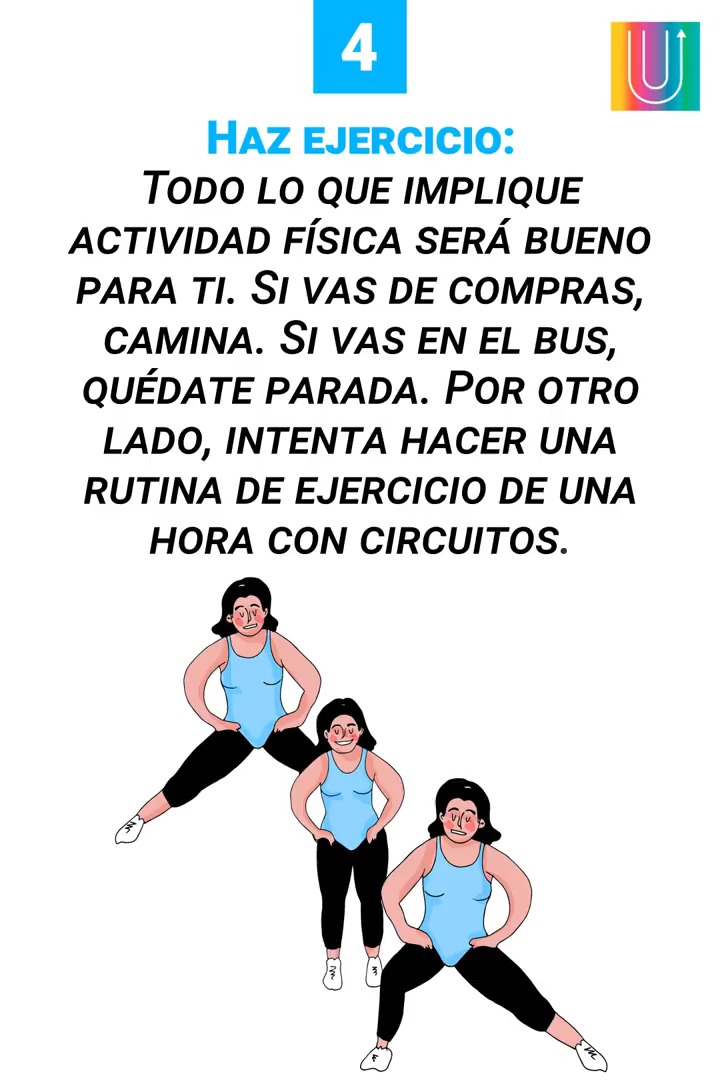 4
U
HAZ EJERCICIO:
TODO LO QUE IMPLIQUE
ACTIVIDAD FÍSICA SERÁ BUENO
PARA TI. SI VAS DE COMPRAS,
CAMINA. SI VAS EN EL BUS,
QUÉDATE PARADA. POR OTRO
LADO, INTENTA HACER UNA
RUTINA DE EJERCICIO DE UNA
HORA CON CIRCUITOS.